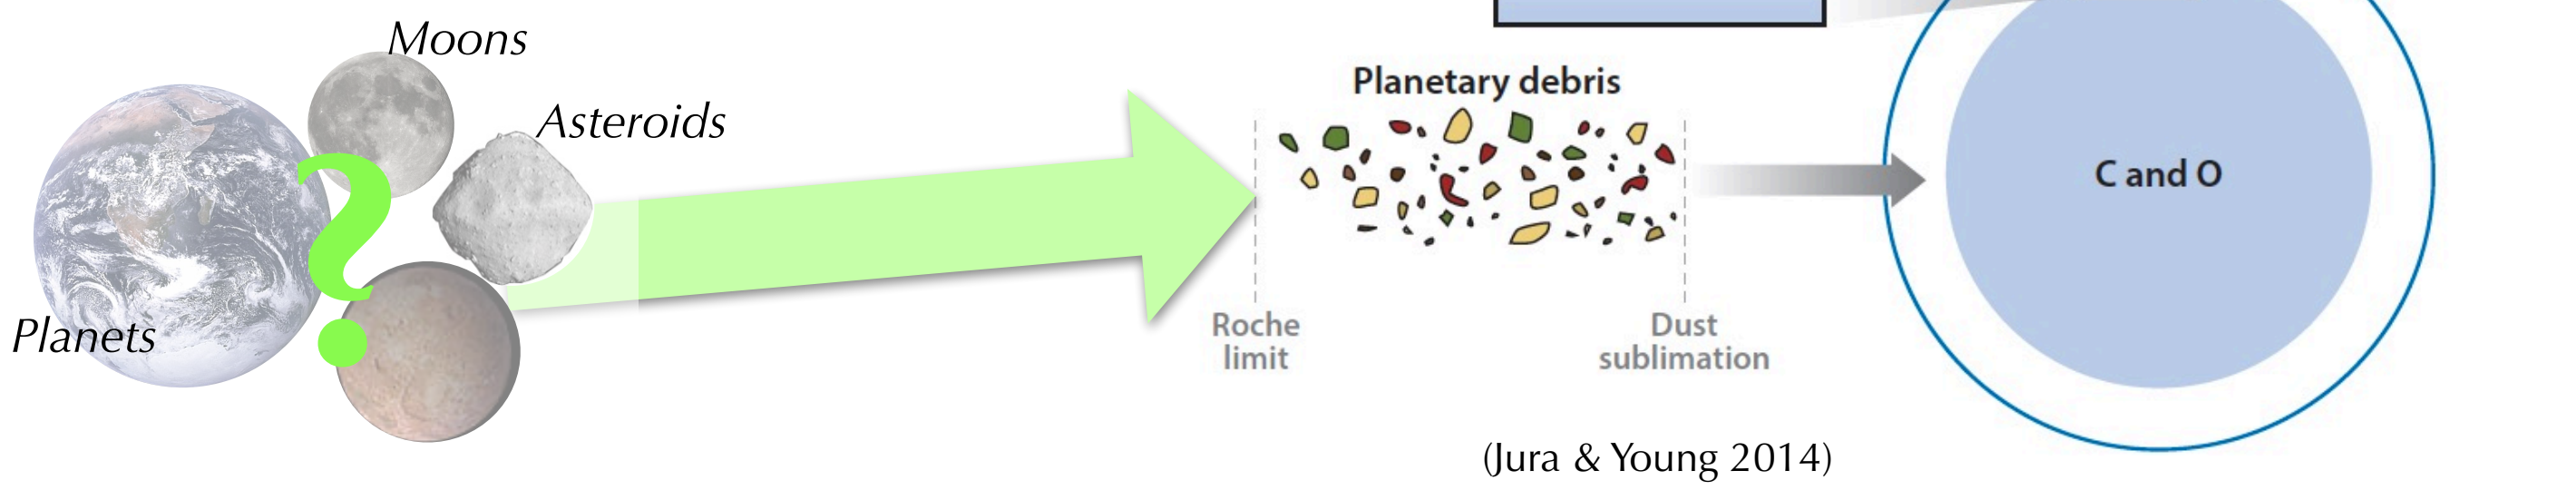 Moons
Asteroids
?
Planets
Planetary debris
Roche
limit
Dust
sublimation
C and O
(Jura & Young 2014)